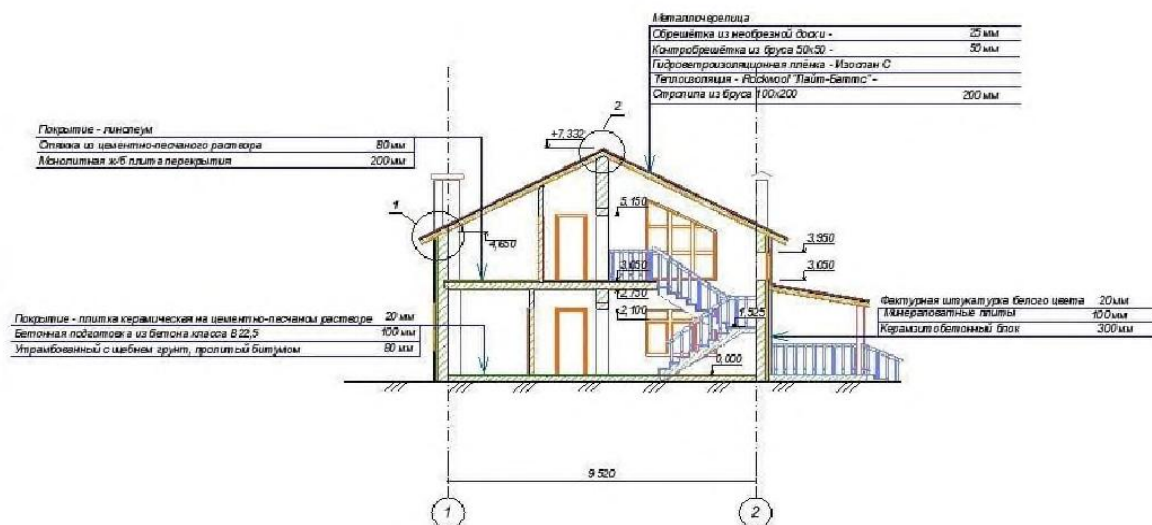 Металлочерепица
Обрешётка из необрезной доски - 25 мм
Контробрешётка из бруса 50х50 - 50 мм
Гидроветроизоляционная плёнка - Изоспан С
Теплоизоляция - Rockwool "Лайт-Баттс" -
Стропила из бруса 100х200 200 мм
2
+7,332
Покрытие - линолеум
Стяжка из цементно-песчаного раствора 80 мм
Монолитная ж/б плита перекрытия 200 мм
1
5,150
4,650
3,950
3,050
3,050
2,750
2,100
1,525
0,000
Покрытие - плитка керамическая на цементно-песчаном растворе 20 мм
Бетонная подготовка из бетона класса В22,5 100 мм
Утрамбованный с щебнем грунт, пролитый битумом 80 мм
Фактурная штукатурка белого цвета 20 мм
Минераловатные плиты 100 мм
Керамзитобетонный блок 300 мм
9 520
1
2